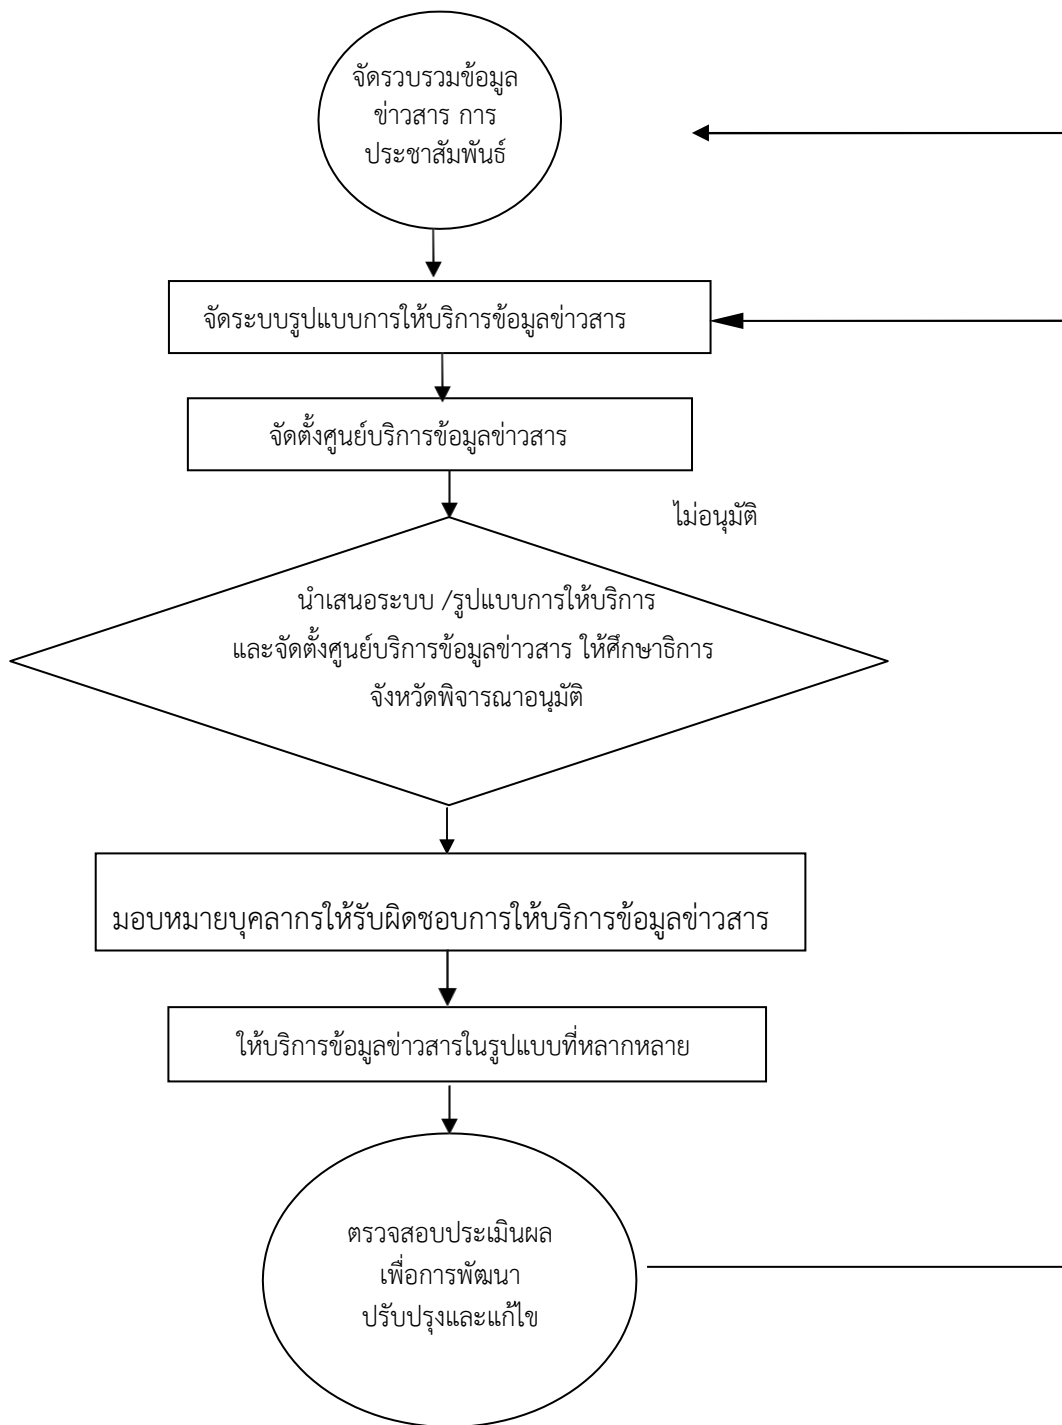 จัดรวบรวมข้อมูล
ข่าวสาร การ
ประชาสัมพันธ์
จัดระบบรูปแบบการให้บริการข้อมูลข่าวสาร
จัดตั้งศูนย์บริการข้อมูลข่าวสาร
ไม่อนุมัติ
นำเสนอระบบ /รูปแบบการให้บริการ
และจัดตั้งศูนย์บริการข้อมูลข่าวสาร ให้ศึกษาธิการ
จังหวัดพิจารณาอนุมัติ
มอบหมายบุคลากรให้รับผิดชอบการให้บริการข้อมูลข่าวสาร
ให้บริการข้อมูลข่าวสารในรูปแบบที่หลากหลาย
ตรวจสอบประเมินผล
เพื่อการพัฒนา
ปรับปรุงและแก้ไข